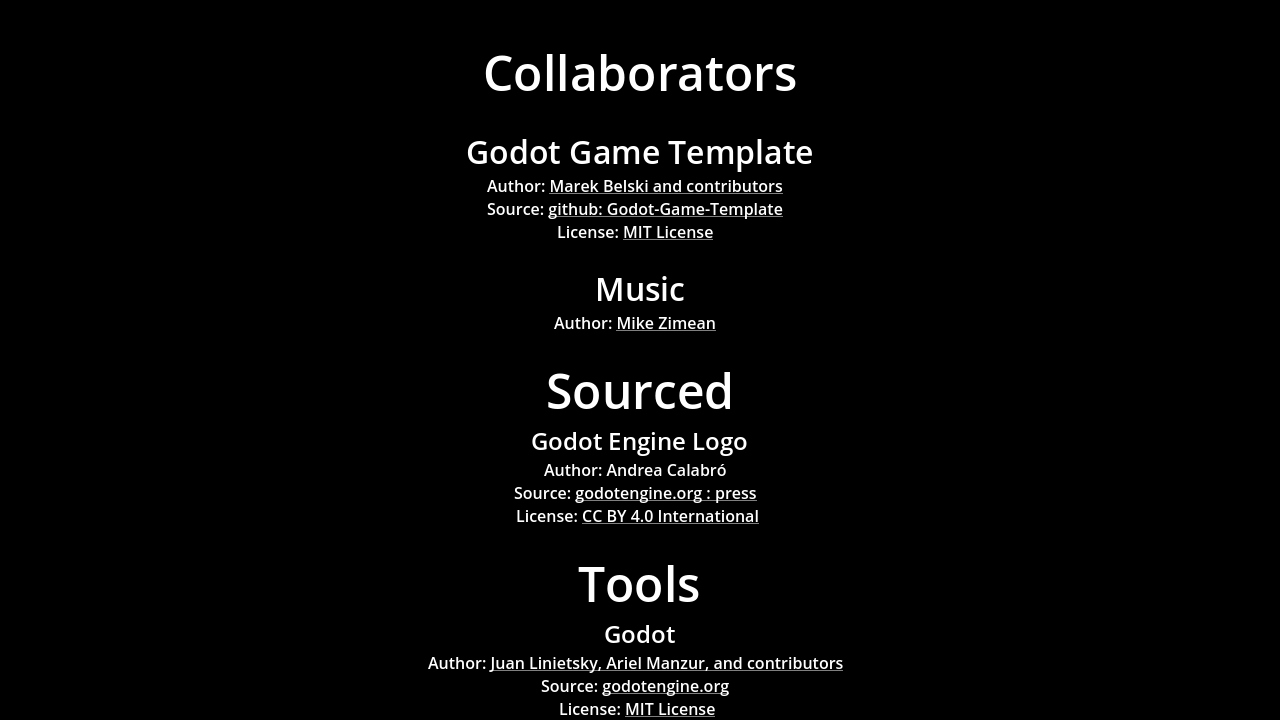 Collaborators
Godot Game Template
Author: Marek Belski and contributors
Source: github: Godot-Game-Template
License: MIT License
Music
Author: Mike Zimean
Sourced
Godot Engine Logo
Author: Andrea Calabró
Source: godotengine.org : press
License: CC BY 4.0 International
Tools
Godot
Author: Juan Linietsky, Ariel Manzur, and contributors
Source: godotengine.org
License: MIT License